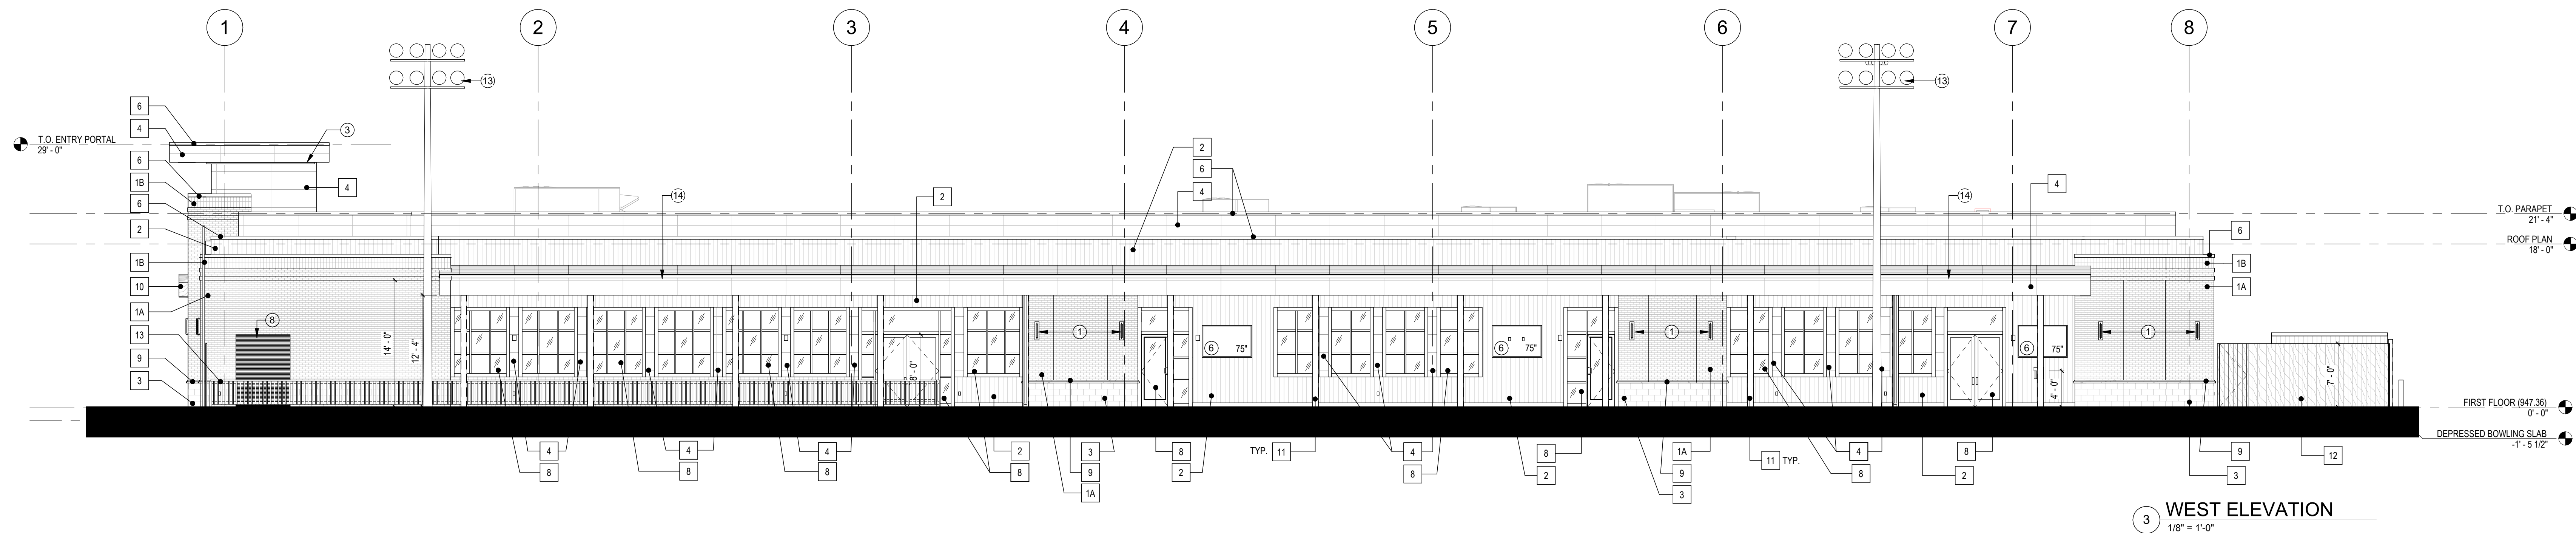 1 2 3 4 5 6 7 8
(13) (13)
6
4
3
T.O. ENTRY PORTAL
29' - 0"
6
1B
4
6
2
1B
10
1A
8
13
9
3
14' - 0"
12' - 4"
(14)
2
8' - 0"
2
6
4
(14)
4
T.O. PARAPET
21' - 4"
ROOF PLAN
18' - 0"
6
1B
1A
1
6 75"
6 75"
1
6 75"
1
4' - 0"
7' - 0"
FIRST FLOOR (947.36)
0' - 0"
DEPRESSED BOWLING SLAB
-1' - 5 1/2"
4
8
4
8
4
8
8
2
3
9
1A
8
2
TYP. 11
4
8
2
8
1A
9
3
11 TYP.
4
8
2
8
9
3
12
3 WEST ELEVATION
1/8" = 1'-0"